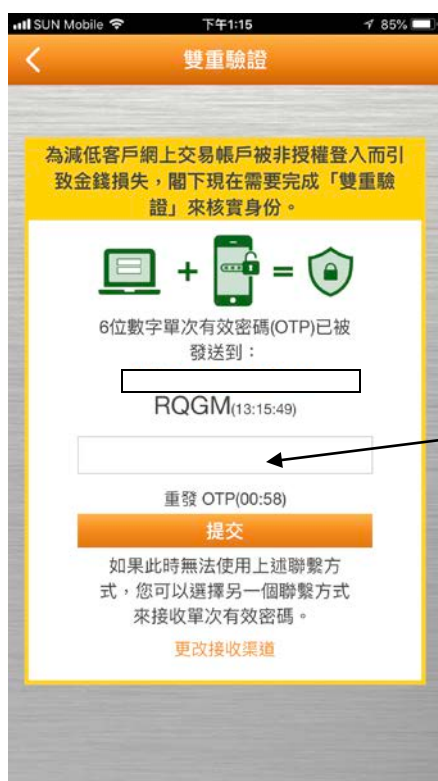 SUN Mobile 下午1:15 85%
雙重驗證
為減低客戶網上交易帳戶被非授權登入而引
致金錢損失，閣下現在需要完成「雙重驗
證」來核實身份。
+ =
6位數字單次有效密碼(OTP)已被
發送到：
RQGM(13:15:49)
重發 OTP(00:58)
提交
如果此時無法使用上述聯繫方
式，您可以選擇另一個聯繫方式
來接收單次有效密碼。
更改接收渠道